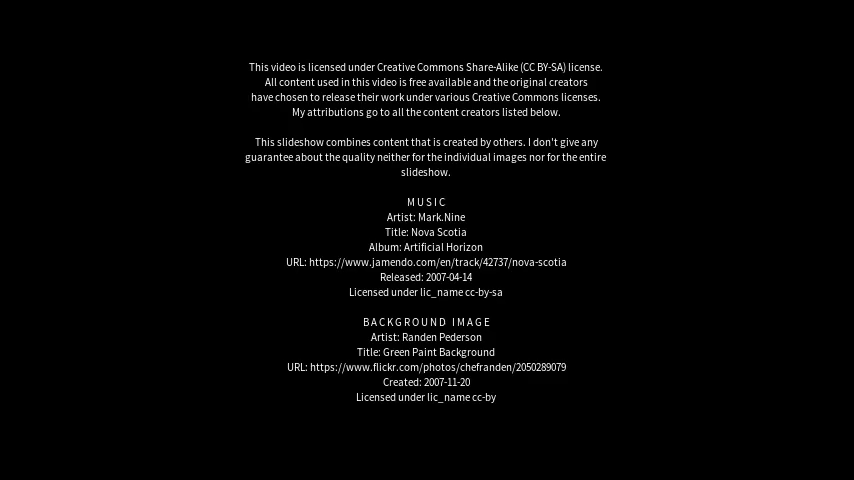 This video is licensed under Creative Commons Share-Alike (CC BY-SA) license.
All content used in this video is free available and the original creators
have chosen to release their work under various Creative Commons licenses.
My attributions go to all the content creators listed below.
This slideshow combines content that is created by others. I don't give any
guarantee about the quality neither for the individual images nor for the entire
slideshow.
MUSIC
Artist: Mark.Nine
Title: Nova Scotia
Album: Artificial Horizon
URL: https://www.jamendo.com/en/track/42737/nova-scotia
Released: 2007-04-14
Licensed under lic_name cc-by-sa
BACKGROUND IMAGE
Artist: Randen Pederson
Title: Green Paint Background
URL: https://www.flickr.com/photos/chefranden/2050289079
Created: 2007-11-20
Licensed under lic_name cc-by